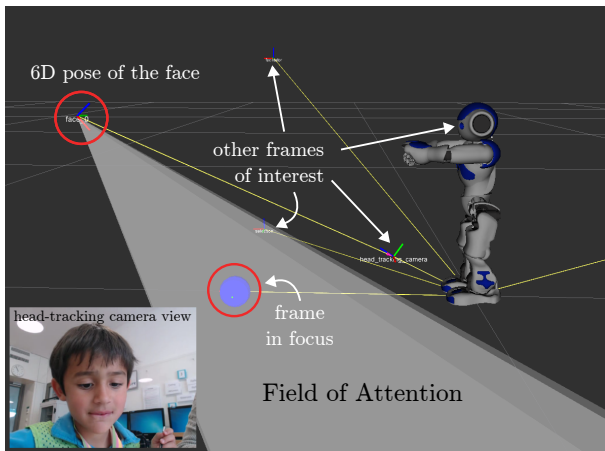 6D pose of the face
face_0
other frames
of interest
head_tracking_camera
frame
in focus
head-tracking camera view
Field of Attention